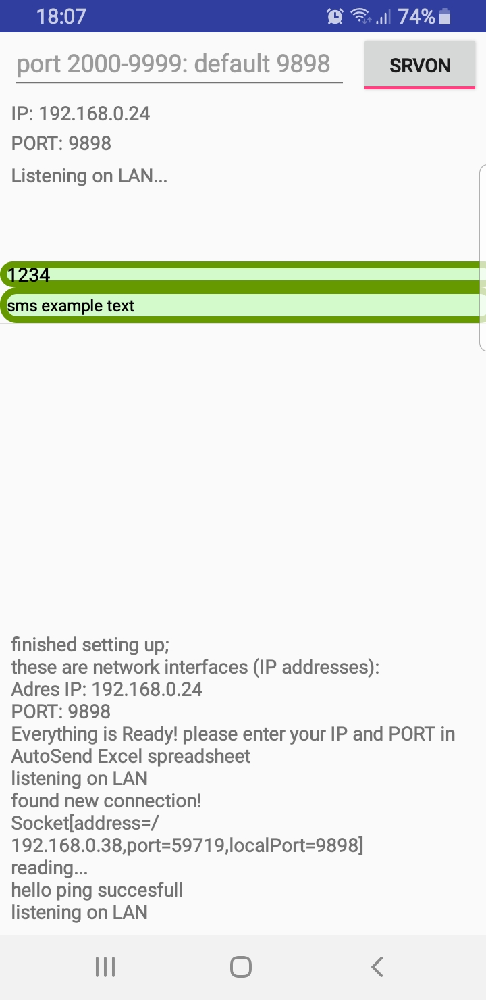 18:07 74%
port 2000-9999: default 9898 SRVON
IP: 192.168.0.24
PORT: 9898
Listening on LAN...
1234
sms example text
finished setting up;
these are network interfaces (IP addresses):
Adres IP: 192.168.0.24
PORT: 9898
Everything is Ready! please enter your IP and PORT in
AutoSend Excel spreadsheet
listening on LAN
found new connection!
Socket[address=/
192.168.0.38,port=59719,localPort=9898]
reading...
hello ping succesfull
listening on LAN